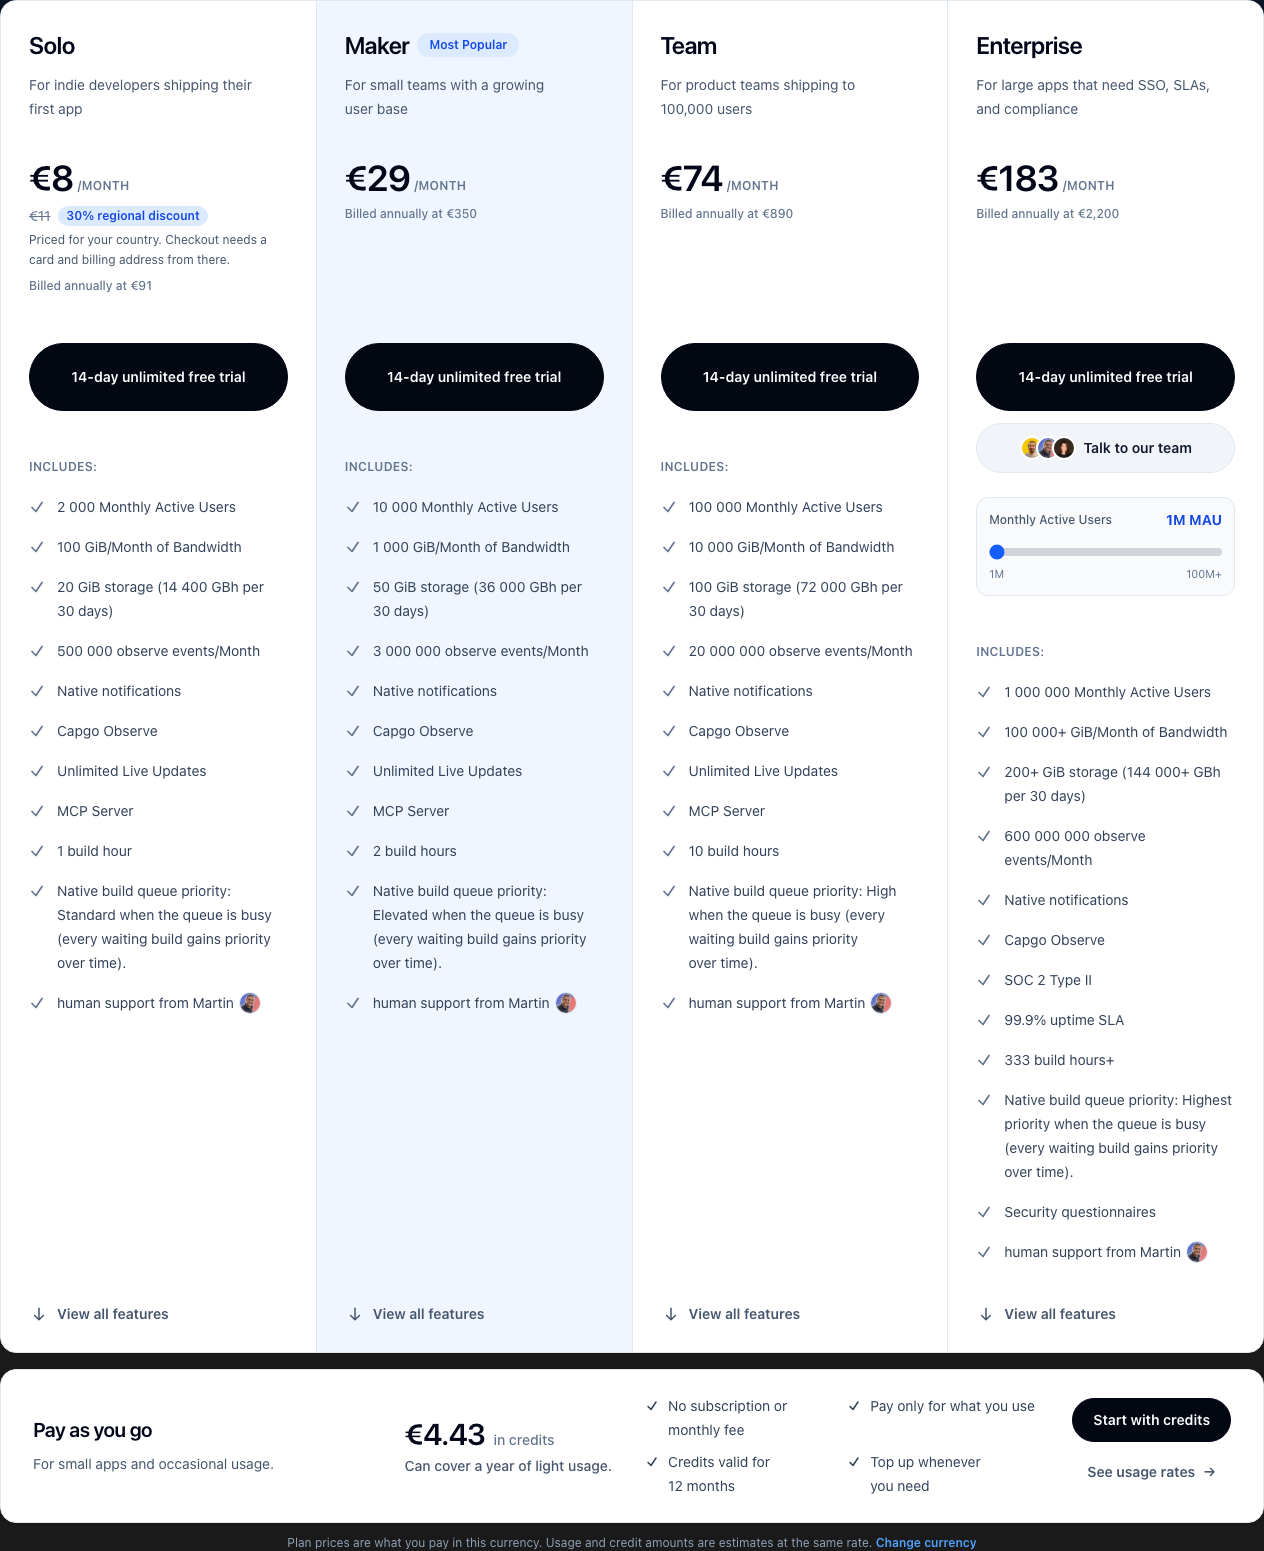 Solo
For indie developers shipping their
first app
€8 /MONTH
€11 30% regional discount
Priced for your country. Checkout needs a
card and billing address from there.
Billed annually at €91
14-day unlimited free trial
INCLUDES:
2 000 Monthly Active Users
100 GiB/Month of Bandwidth
20 GiB storage (14 400 GBh per
30 days)
500 000 observe events/Month
Native notifications
Capgo Observe
Unlimited Live Updates
MCP Server
1 build hour
Native build queue priority:
Standard when the queue is busy
(every waiting build gains priority
over time).
human support from Martin
View all features
Maker Most Popular
For small teams with a growing
user base
€29 /MONTH
Billed annually at €350
14-day unlimited free trial
INCLUDES:
10 000 Monthly Active Users
1 000 GiB/Month of Bandwidth
50 GiB storage (36 000 GBh per
30 days)
3 000 000 observe events/Month
Native notifications
Capgo Observe
Unlimited Live Updates
MCP Server
2 build hours
Native build queue priority:
Elevated when the queue is busy
(every waiting build gains priority
over time).
human support from Martin
View all features
Team
For product teams shipping to
100,000 users
€74 /MONTH
Billed annually at €890
14-day unlimited free trial
INCLUDES:
100 000 Monthly Active Users
10 000 GiB/Month of Bandwidth
100 GiB storage (72 000 GBh per
30 days)
20 000 000 observe events/Month
Native notifications
Capgo Observe
Unlimited Live Updates
MCP Server
10 build hours
Native build queue priority: High
when the queue is busy (every
waiting build gains priority
over time).
human support from Martin
View all features
Enterprise
For large apps that need SSO, SLAs,
and compliance
€183 /MONTH
Billed annually at €2,200
14-day unlimited free trial
Talk to our team
Monthly Active Users 1M MAU
1M 100M+
INCLUDES:
1 000 000 Monthly Active Users
100 000+ GiB/Month of Bandwidth
200+ GiB storage (144 000+ GBh
per 30 days)
600 000 000 observe
events/Month
Native notifications
Capgo Observe
SOC 2 Type II
99.9% uptime SLA
333 build hours+
Native build queue priority: Highest
priority when the queue is busy
(every waiting build gains priority
over time).
Security questionnaires
human support from Martin
View all features
Pay as you go
For small apps and occasional usage.
€4.43 in credits
Can cover a year of light usage.
No subscription or
monthly fee
Pay only for what you use
Credits valid for
12 months
Top up whenever
you need
Start with credits
See usage rates →
Plan prices are what you pay in this currency. Usage and credit amounts are estimates at the same rate. Change currency